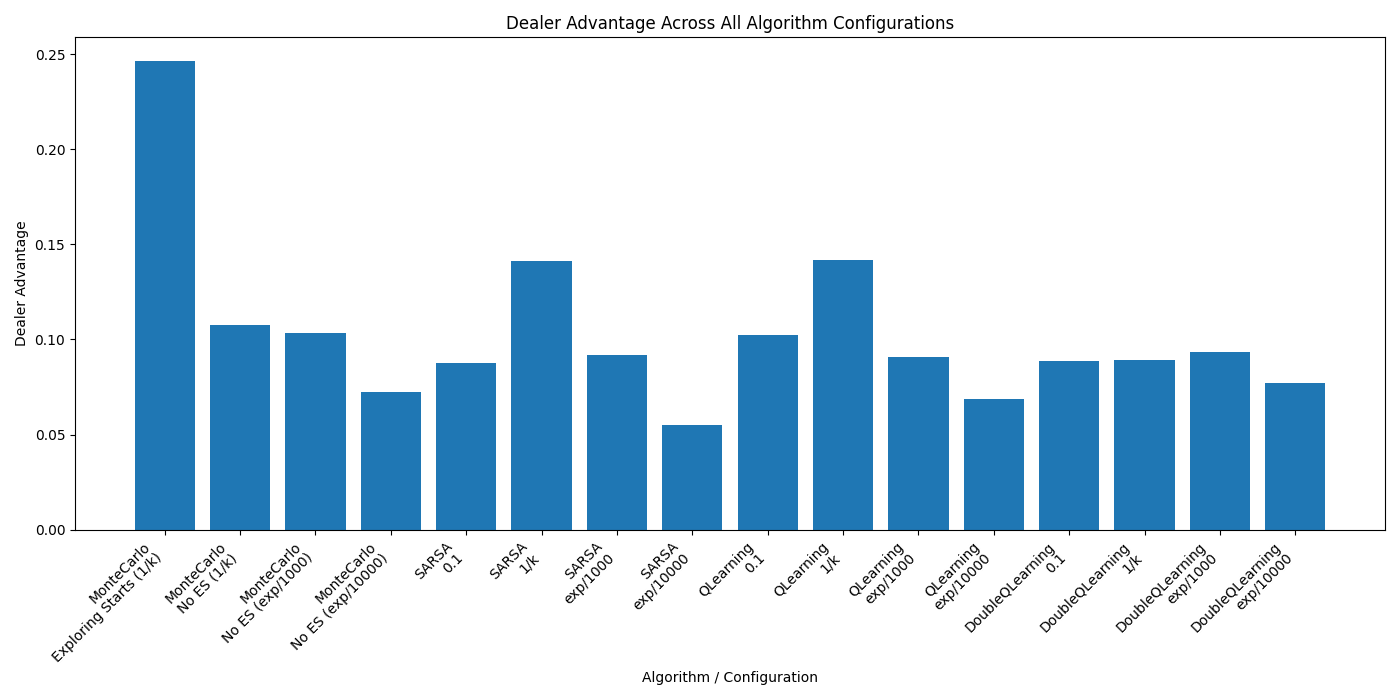 Dealer Advantage Across All Algorithm Configurations
Dealer Advantage
0.25
0.20
0.15
0.10
0.05
0.00
MonteCarlo
Exploring Starts (1/k)
MonteCarlo
No ES (1/k)
MonteCarlo
No ES (exp/1000)
MonteCarlo
No ES (exp/10000)
SARSA
0.1
SARSA
1/k
SARSA
exp/1000
SARSA
exp/10000
QLearning
0.1
QLearning
1/k
QLearning
exp/1000
QLearning
exp/10000
DoubleQLearning
0.1
DoubleQLearning
1/k
DoubleQLearning
exp/1000
DoubleQLearning
exp/10000
Algorithm / Configuration